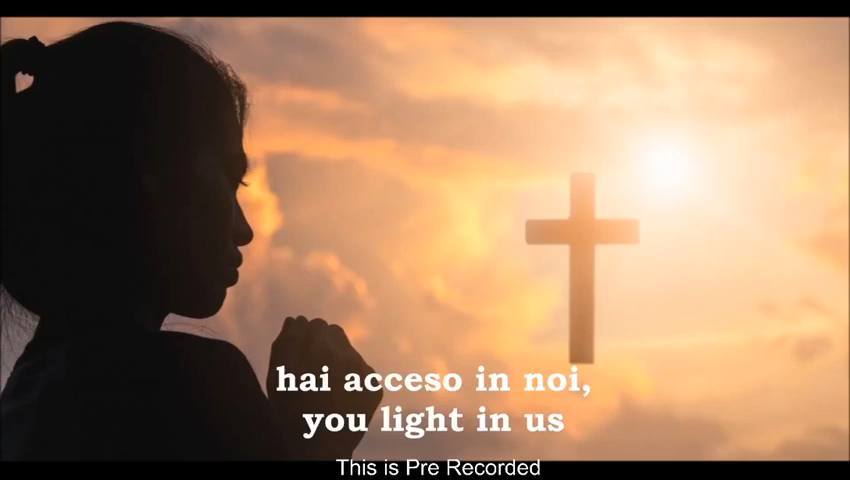 hai acceso in noi,
you light in us
This is Pre Recorded